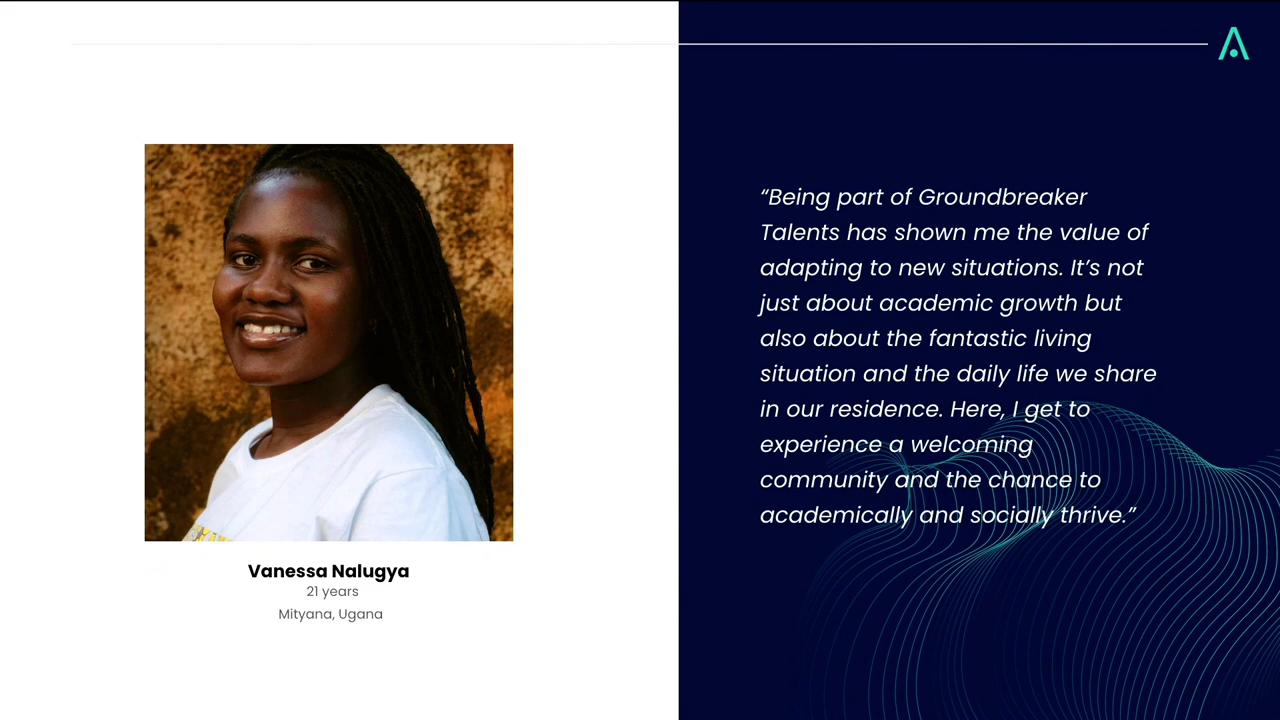 Vanessa Nalugya
21 years
Mityana, Ugana
“Being part of Groundbreaker
Talents has shown me the value of
adapting to new situations. It’s not
just about academic growth but
also about the fantastic living
situation and the daily life we share
in our residence. Here, I get to
experience a welcoming
community and the chance to
academically and socially thrive.”